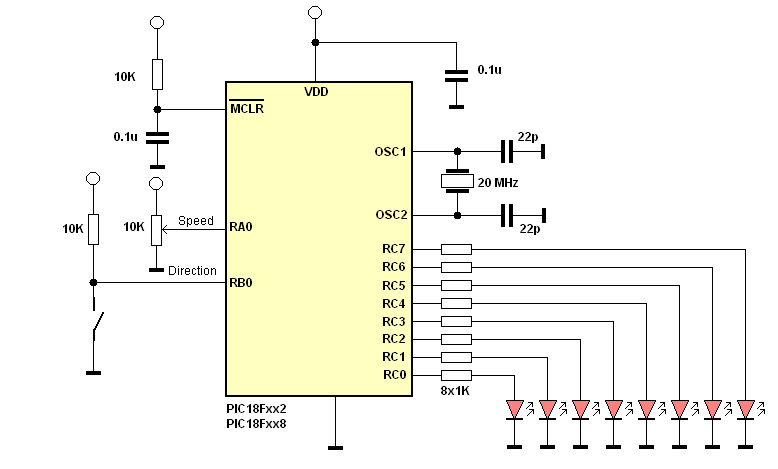 0.1u
10K
VDD
MCLR
0.1u
22p
OSC1
20 MHz
10K
10K
Speed
RA0
OSC2
22p
RC7
Direction
RB0
RC6
RC5
RC4
RC3
RC2
RC1
RC0
8x1K
PIC18Fxx2
PIC18Fxx8